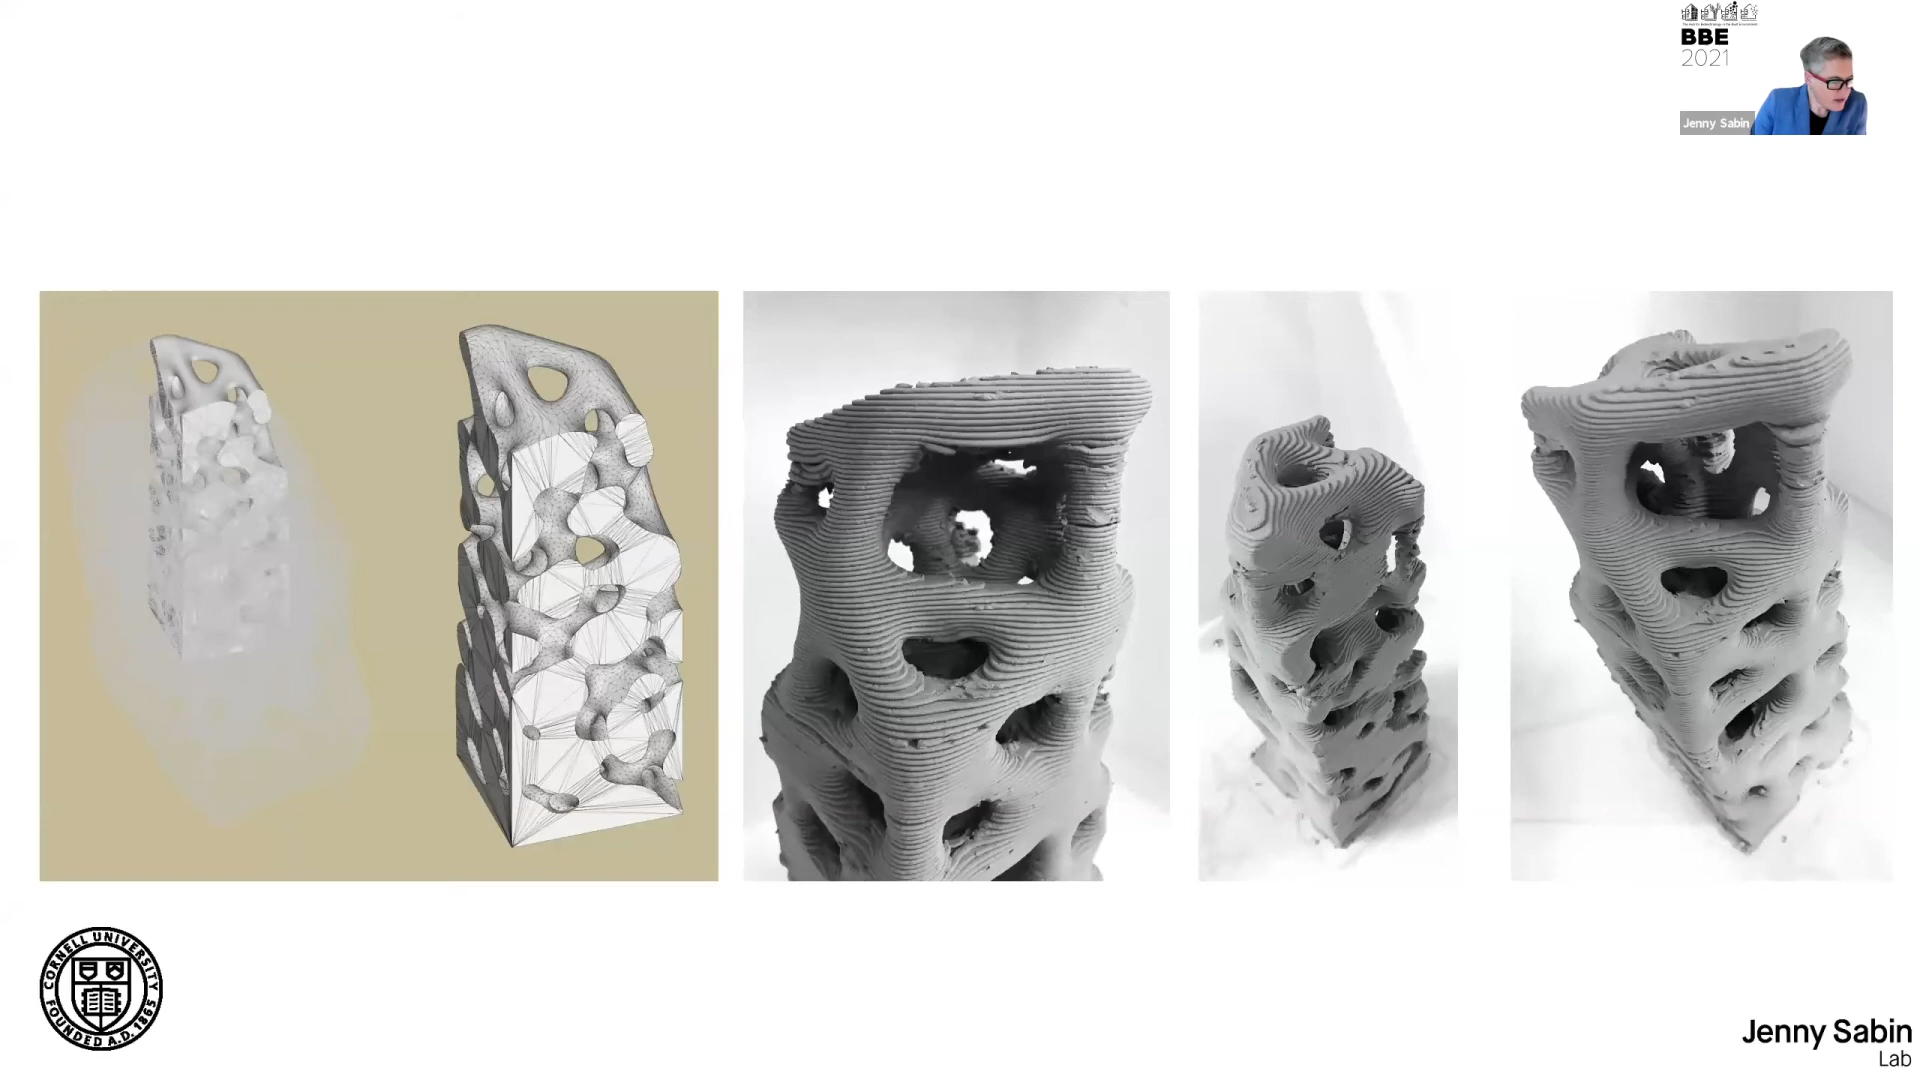 BBE
2021
Jenny Sabin
CORNELL UNIVERSITY
FOUNDED A.D. 1865
Jenny Sabin
Lab